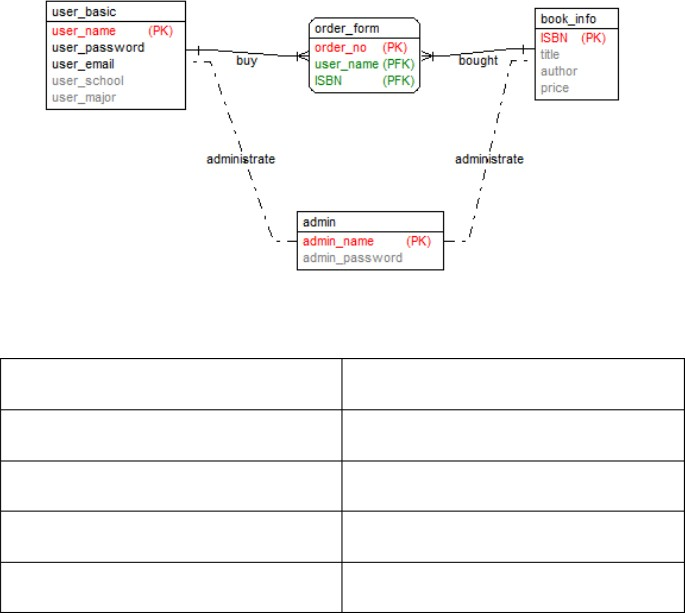 user_basic
user_name (PK)
user_password
user_email
user_school
user_major
buy
order_form
order_no (PK)
user_name (PFK)
ISBN (PFK)
bought
book_info
ISBN (PK)
title
author
price
administrate
administrate
admin
admin_name (PK)
admin_password